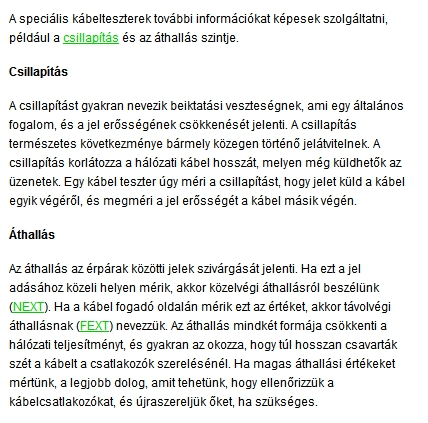 A speciális kábelteszterek további információkat képesek szolgáltatni,
például a csillapítás és az áthallás szintje.
Csillapítás
A csillapítást gyakran nevezik beiktatási veszteségnek, ami egy általános
fogalom, és a jel erősségének csökkenését jelenti. A csillapítás
természetes következménye bármely közegen történő jelátvitelnek. A
csillapítás korlátozza a hálózati kábel hosszát, melyen még küldhetők az
üzenetek. Egy kábel teszter úgy méri a csillapítást, hogy jelet küld a kábel
egyik végéről, és megméri a jel erősségét a kábel másik végén.
Áthallás
Az áthallás az érpárak közötti jelek szivárgását jelenti. Ha ezt a jel
adásához közeli helyen mérik, akkor közelvégi áthallásról beszélünk
(NEXT). Ha a kábel fogadó oldalán mérik ezt az értéket, akkor távolvégi
áthallásnak (FEXT) nevezzük. Az áthallás mindkét formája csökkenti a
hálózati teljesítményt, és gyakran az okozza, hogy túl hosszan csavarták
szét a kábelt a csatlakozók szerelésénél. Ha magas áthallási értékeket
mértünk, a legjobb dolog, amit tehetünk, hogy ellenőrizzük a
kábelcsatlakozókat, és újraszereljük őket, ha szükséges.